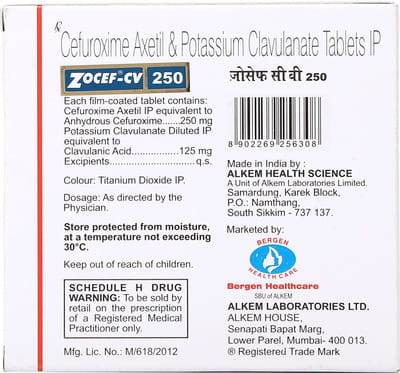 Rx Cefuroxime Axetil & Potassium Clavulanate Tablets IP
ZOCEF®-CV 250
जोसेफ सी वी 250
Each film-coated tablet contains:
Cefuroxime Axetil IP equivalent to
Anhydrous Cefuroxime.......250 mg
Potassium Clavulanate Diluted IP
equivalent to
Clavulanic Acid....................125 mg
Excipients..................................q.s.
Colour: Titanium Dioxide IP.
Dosage: As directed by the
Physician.
Store protected from moisture,
at a temperature not exceeding
30°C.
Keep out of reach of children.
SCHEDULE H DRUG
WARNING: To be sold by
retail on the prescription
of a Registered Medical
Practitioner only.
Mfg. Lic. No.: M/618/2012
8 902269 256308
Made in India by :
ALKEM HEALTH SCIENCE
A Unit of Alkem Laboratories Limited.
Samardung, Karek Block,
P.O.: Namthang,
South Sikkim - 737 137.
Marketed by:
BERGEN
HEALTH CARE
Bergen Healthcare
SBU of ALKEM
ALKEM LABORATORIES LTD.
ALKEM HOUSE,
Senapati Bapat Marg,
Lower Parel, Mumbai - 400 013.
® Registered Trade Mark